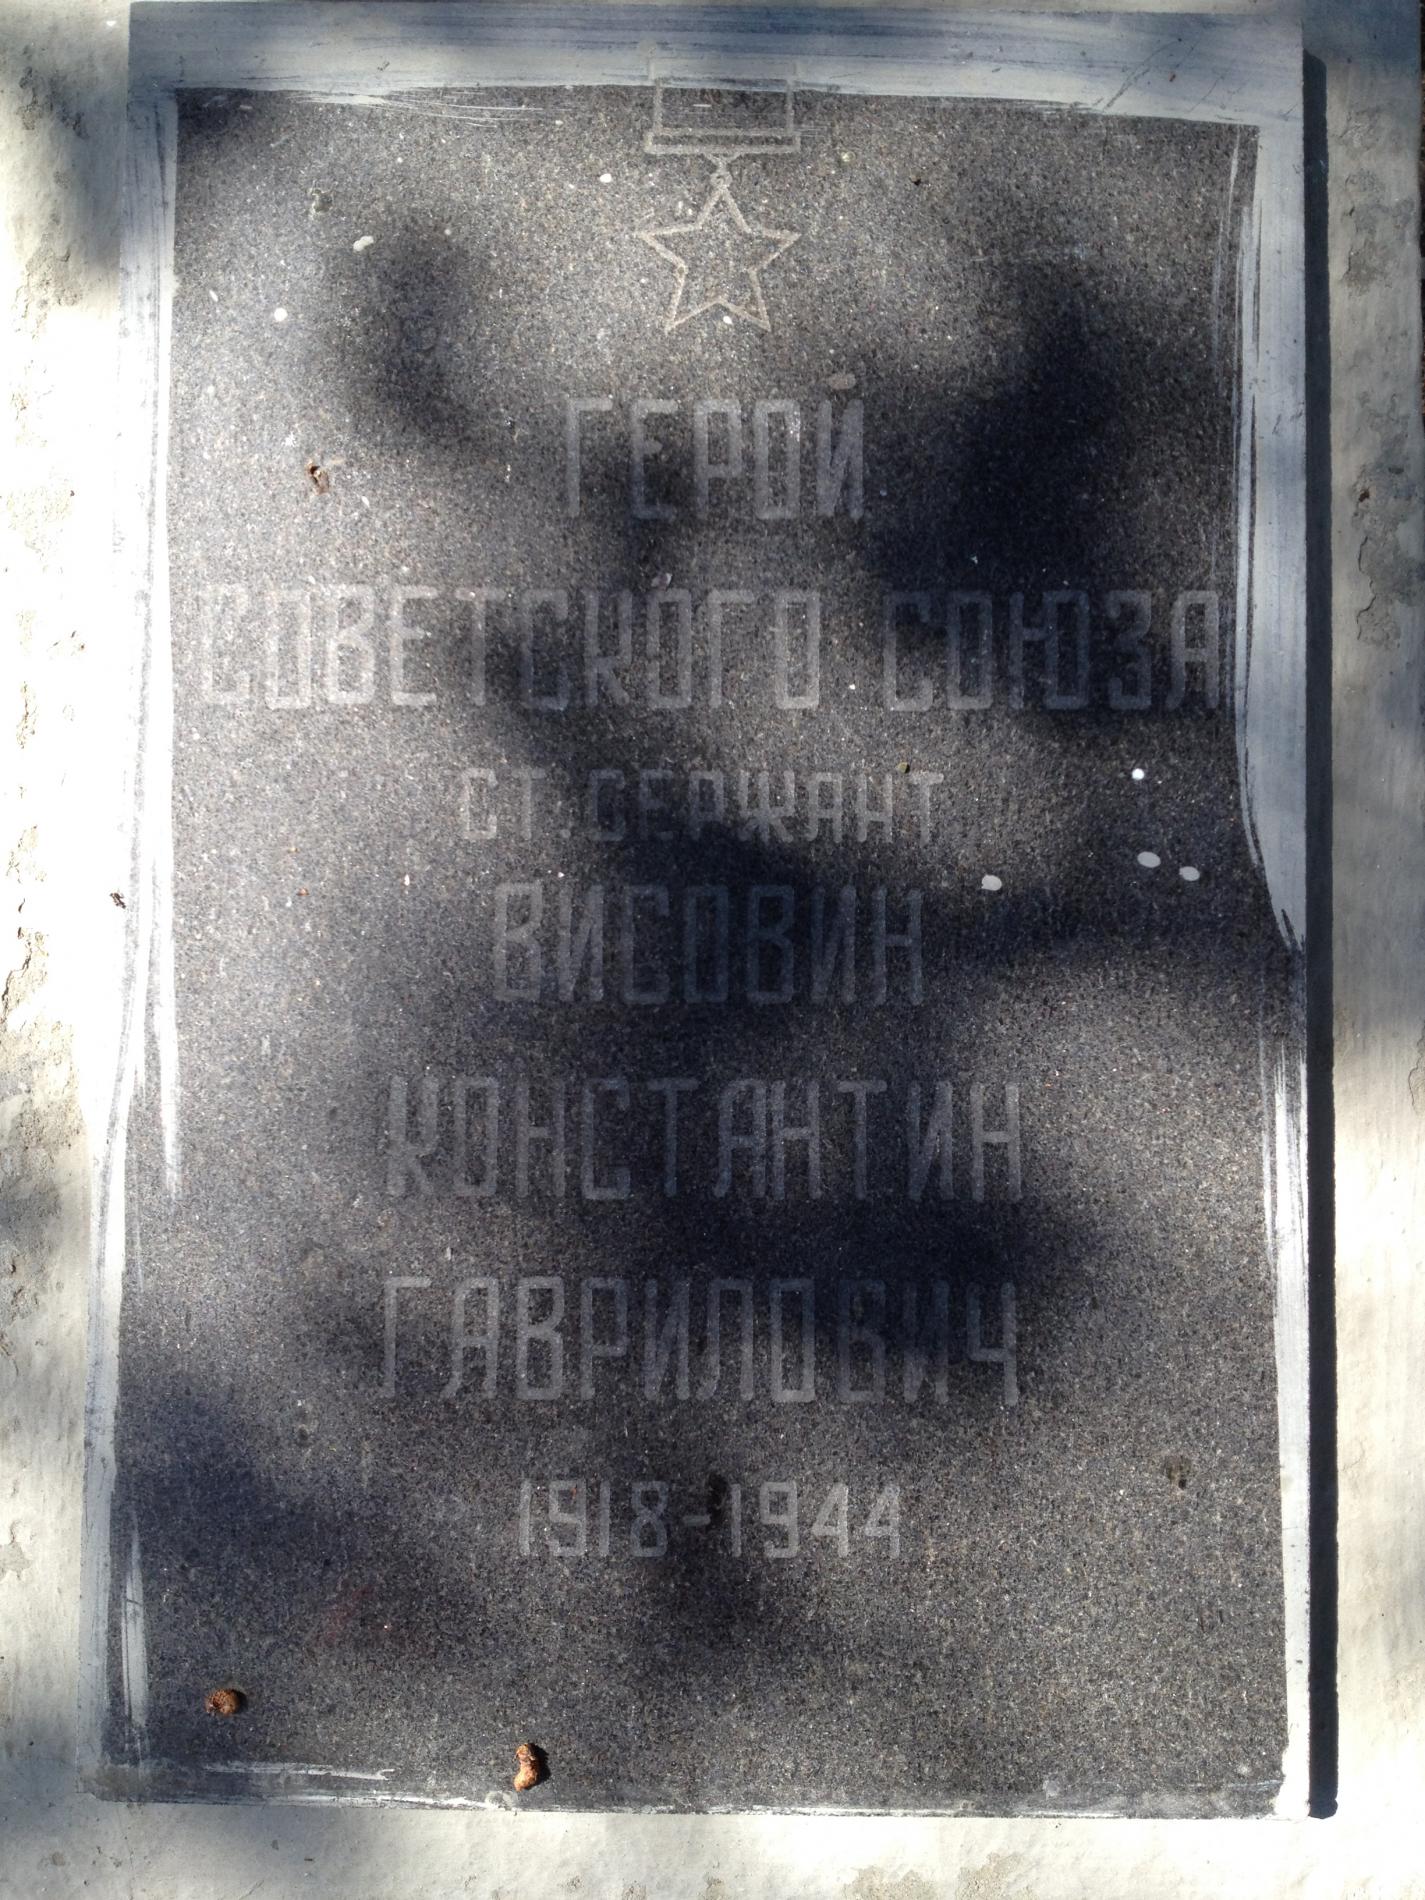 ГЕРОЙ
СОВЕТСКОГО СОЮЗА
СТ. СЕРЖАНТ
ВИСОВИН
КОНСТАНТИН
ГАВРИЛОВИЧ
1918-1944